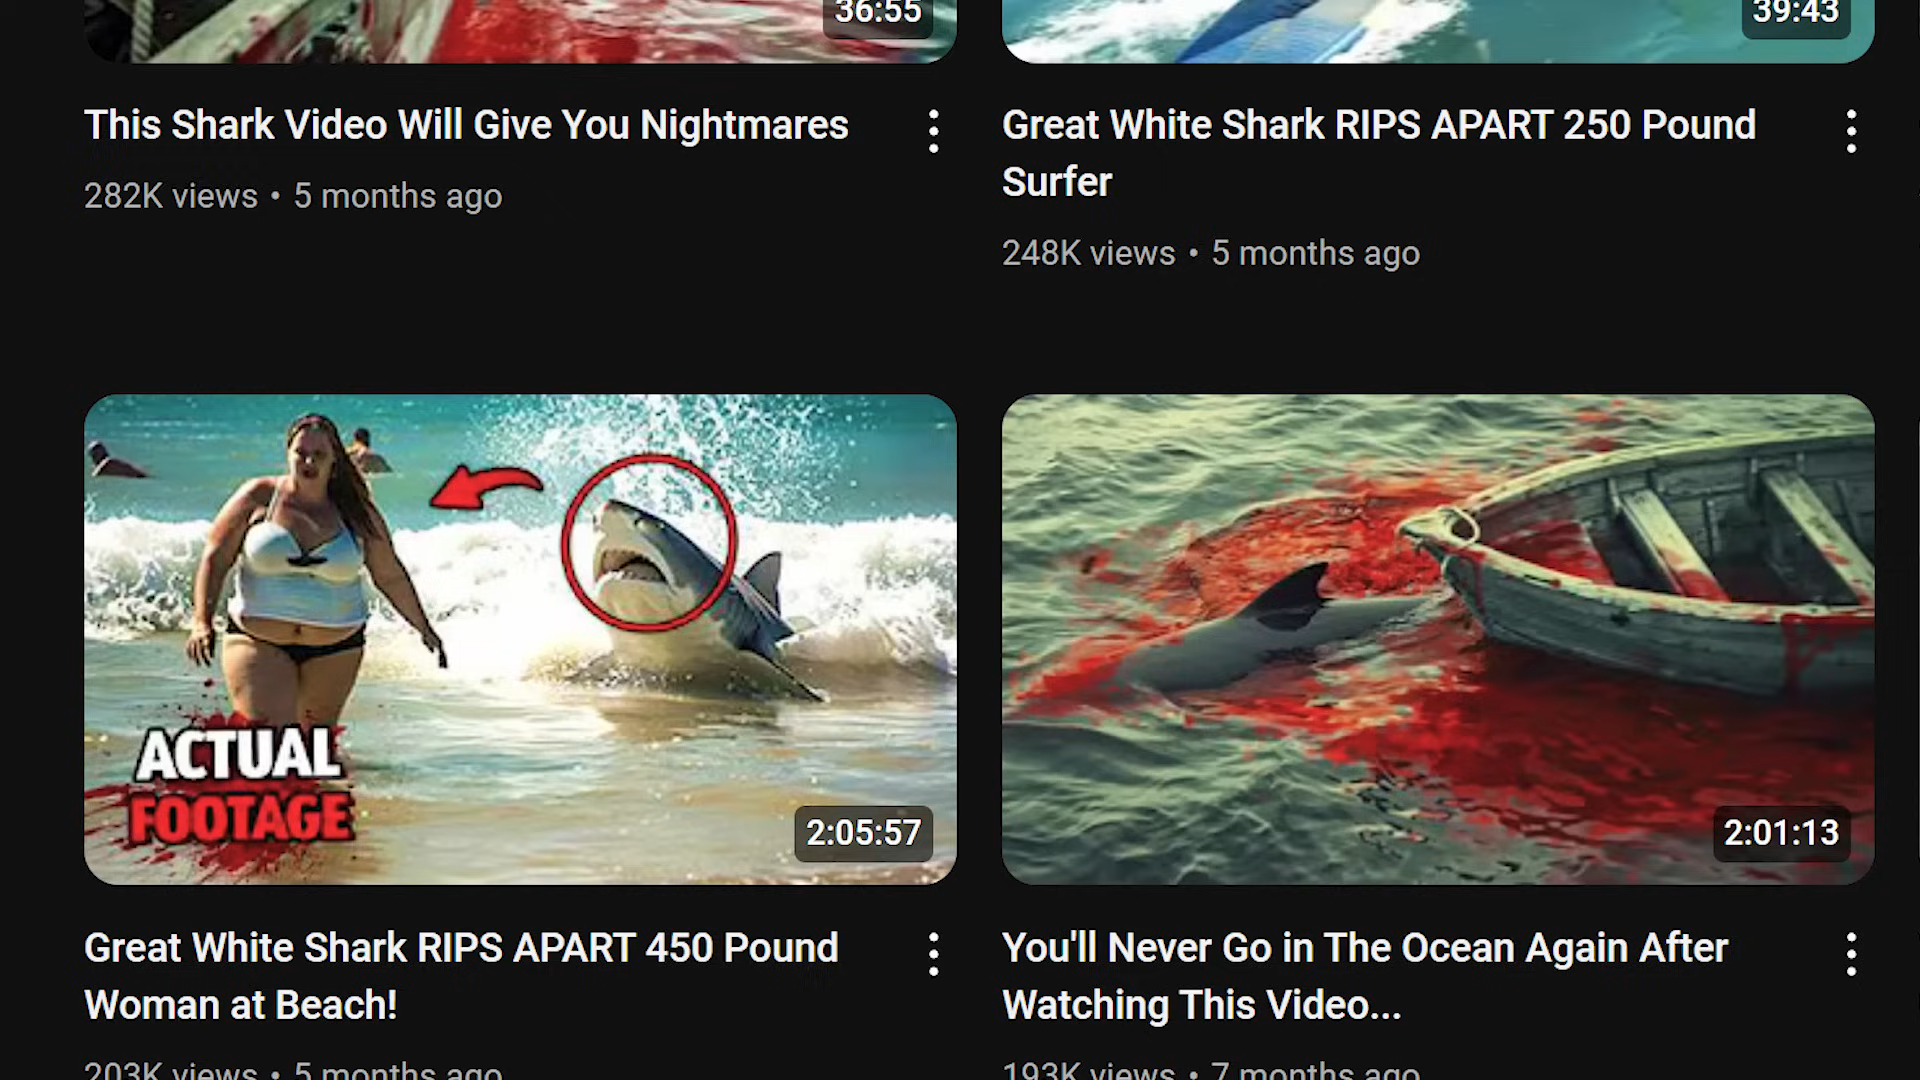 36:55
39:43
This Shark Video Will Give You Nightmares
282K views • 5 months ago
Great White Shark RIPS APART 250 Pound
Surfer
248K views • 5 months ago
ACTUAL
FOOTAGE
2:05:57
2:01:13
Great White Shark RIPS APART 450 Pound
Woman at Beach!
203K views • 5 months ago
You'll Never Go in The Ocean Again After
Watching This Video...
193K views • 7 months ago